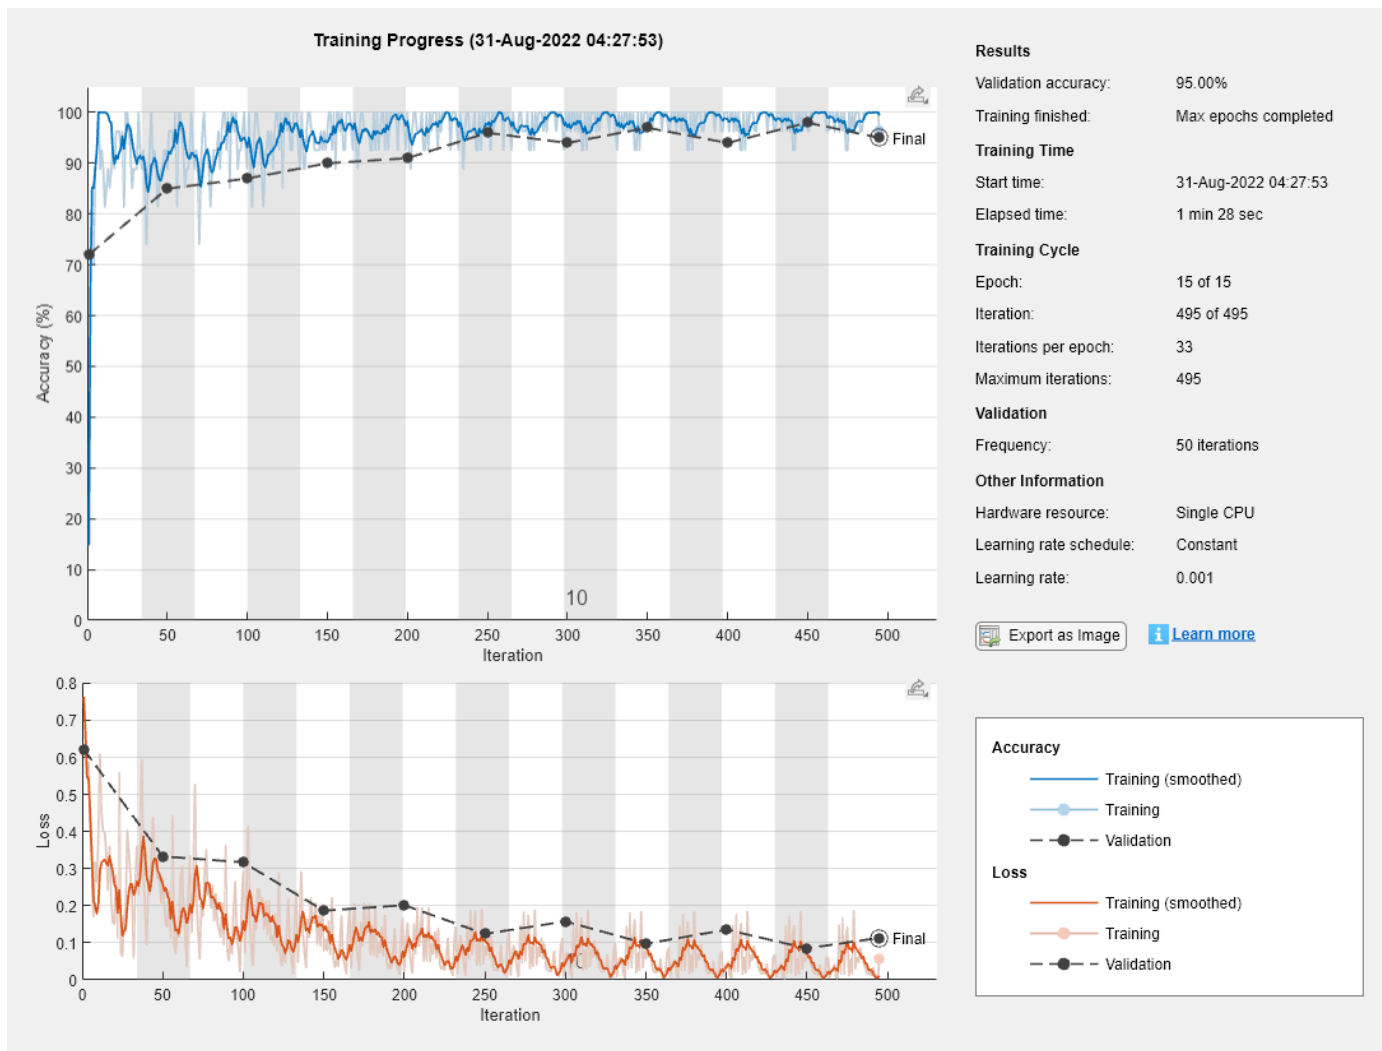 Training Progress (31-Aug-2022 04:27:53)
100
90
80
70
60
50
40
30
20
10
0
Accuracy (%)
Final
10
0 50 100 150 200 250 300 350 400 450 500
Iteration
0.8
0.7
0.6
0.5
0.4
0.3
0.2
0.1
0
Loss
Final
0 50 100 150 200 250 300 350 400 450 500
Iteration
Results
Validation accuracy: 95.00%
Training finished: Max epochs completed
Training Time
Start time: 31-Aug-2022 04:27:53
Elapsed time: 1 min 28 sec
Training Cycle
Epoch: 15 of 15
Iteration: 495 of 495
Iterations per epoch: 33
Maximum iterations: 495
Validation
Frequency: 50 iterations
Other Information
Hardware resource: Single CPU
Learning rate schedule: Constant
Learning rate: 0.001
Export as Image
i Learn more
Accuracy
Training (smoothed)
Training
Validation
Loss
Training (smoothed)
Training
Validation